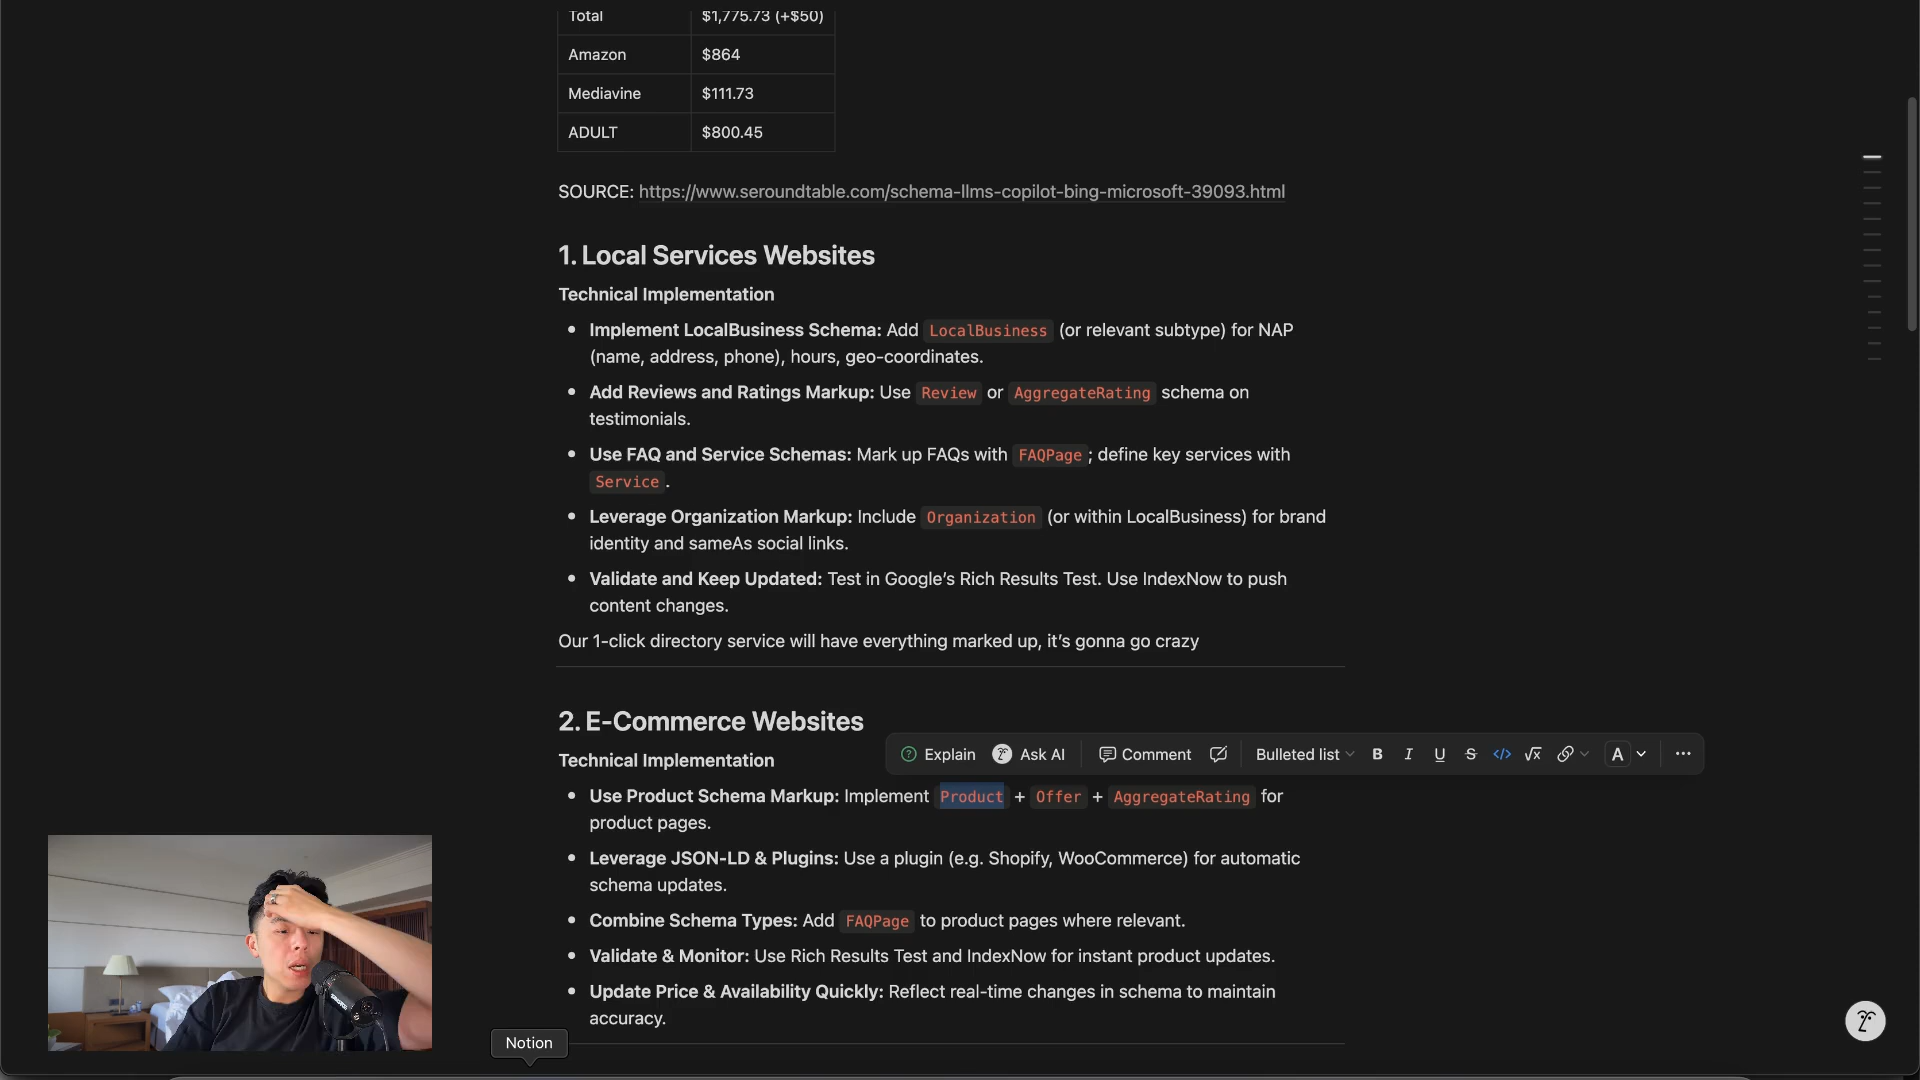 Total $1,775.73 (+$50)
Amazon $864
Mediavine $111.73
ADULT $800.45
SOURCE: https://www.seroundtable.com/schema-llms-copilot-bing-microsoft-39093.html
1. Local Services Websites
Technical Implementation
• Implement LocalBusiness Schema: Add LocalBusiness (or relevant subtype) for NAP
(name, address, phone), hours, geo-coordinates.
• Add Reviews and Ratings Markup: Use Review or AggregateRating schema on
testimonials.
• Use FAQ and Service Schemas: Mark up FAQs with FAQPage ; define key services with
Service .
• Leverage Organization Markup: Include Organization (or within LocalBusiness) for brand
identity and sameAs social links.
• Validate and Keep Updated: Test in Google’s Rich Results Test. Use IndexNow to push
content changes.
Our 1-click directory service will have everything marked up, it’s gonna go crazy
2. E-Commerce Websites
Explain Ask AI Comment Bulleted list B I U S </> √x A ...
Technical Implementation
• Use Product Schema Markup: Implement Product + Offer + AggregateRating for
product pages.
• Leverage JSON-LD & Plugins: Use a plugin (e.g. Shopify, WooCommerce) for automatic
schema updates.
• Combine Schema Types: Add FAQPage to product pages where relevant.
• Validate & Monitor: Use Rich Results Test and IndexNow for instant product updates.
• Update Price & Availability Quickly: Reflect real-time changes in schema to maintain
accuracy.
Notion